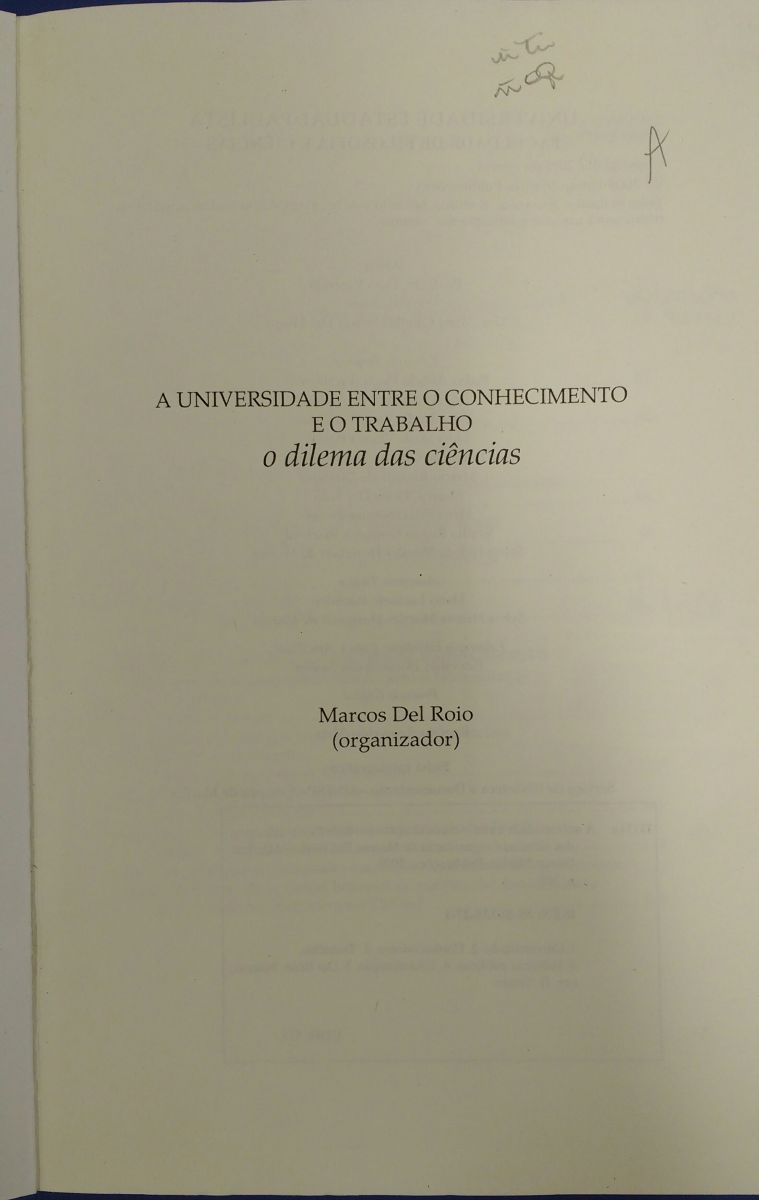 A
A UNIVERSIDADE ENTRE O CONHECIMENTO
E O TRABALHO
o dilema das ciências
Marcos Del Roio
(organizador)